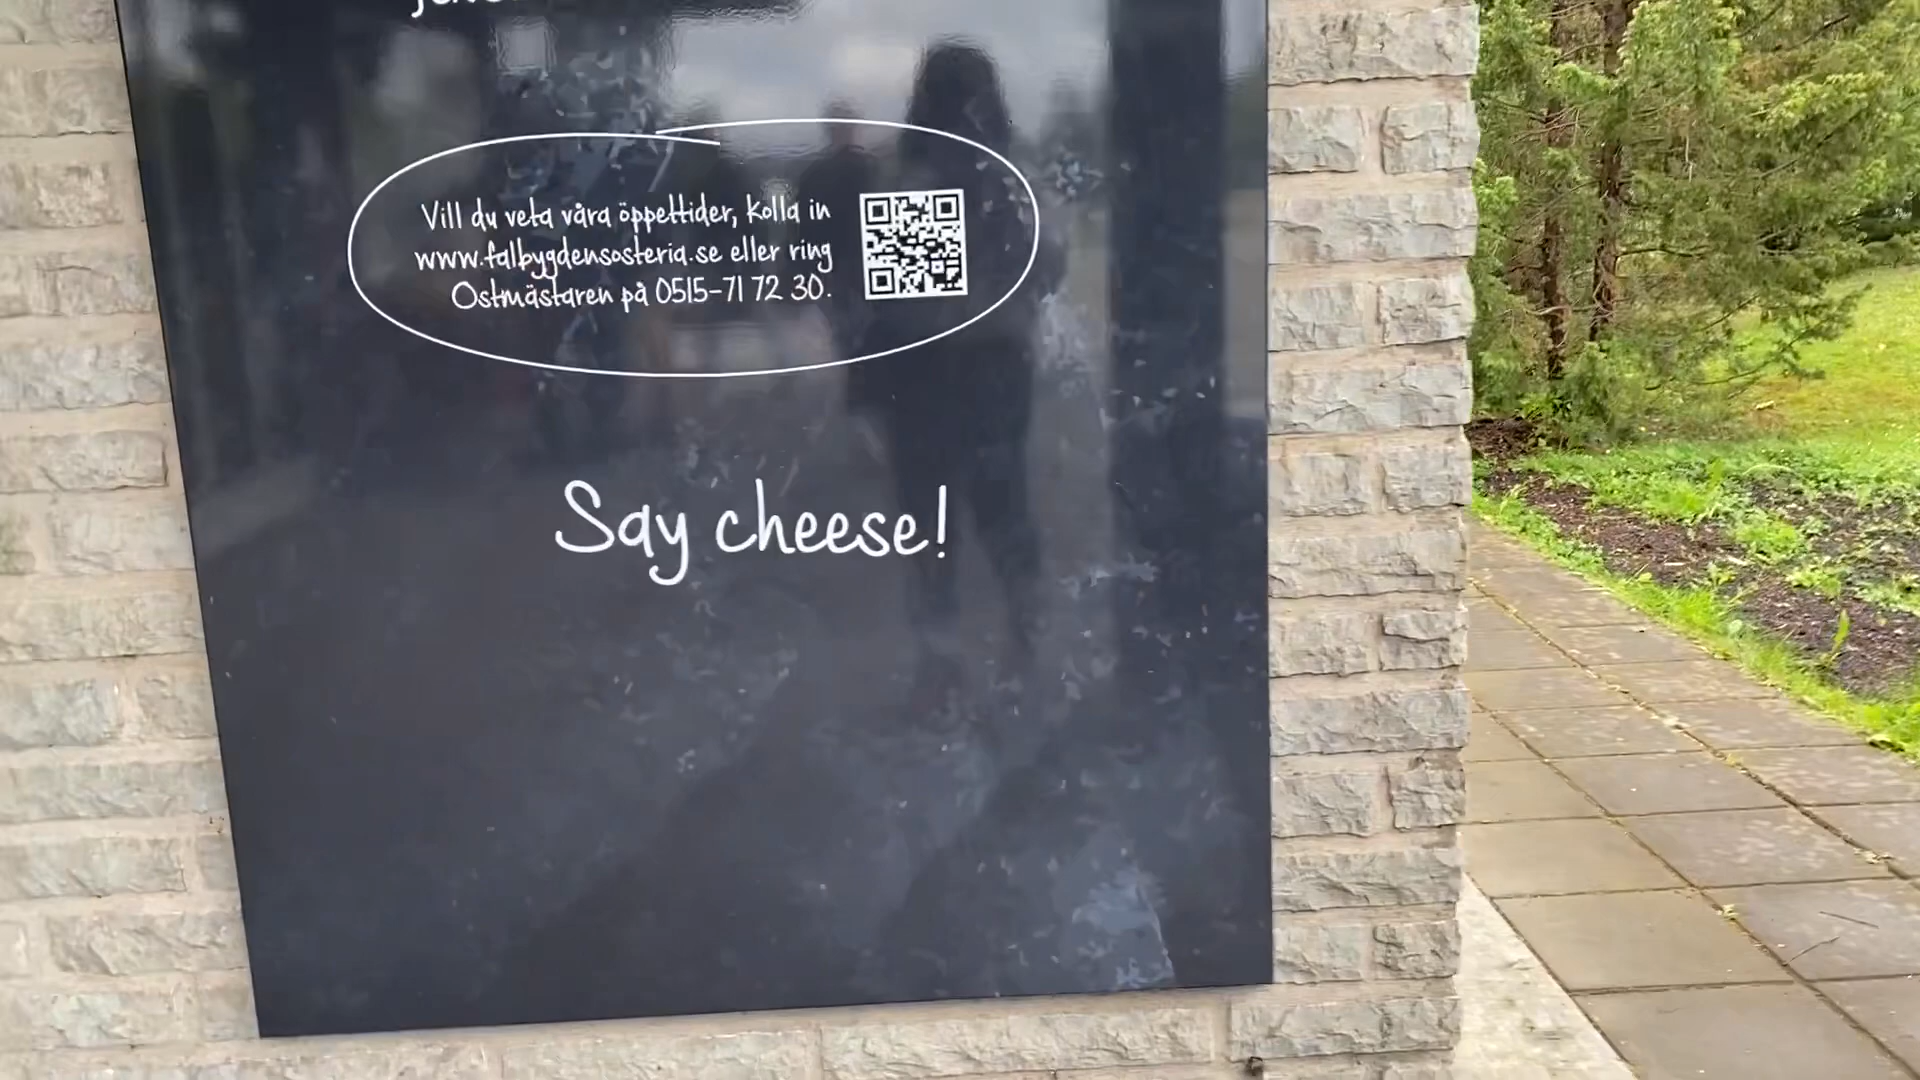 Vill du veta våra öppettider, kolla in
www.falbygdensosteria.se eller ring
Ostmästaren på 0515-71 72 30.
Say cheese!